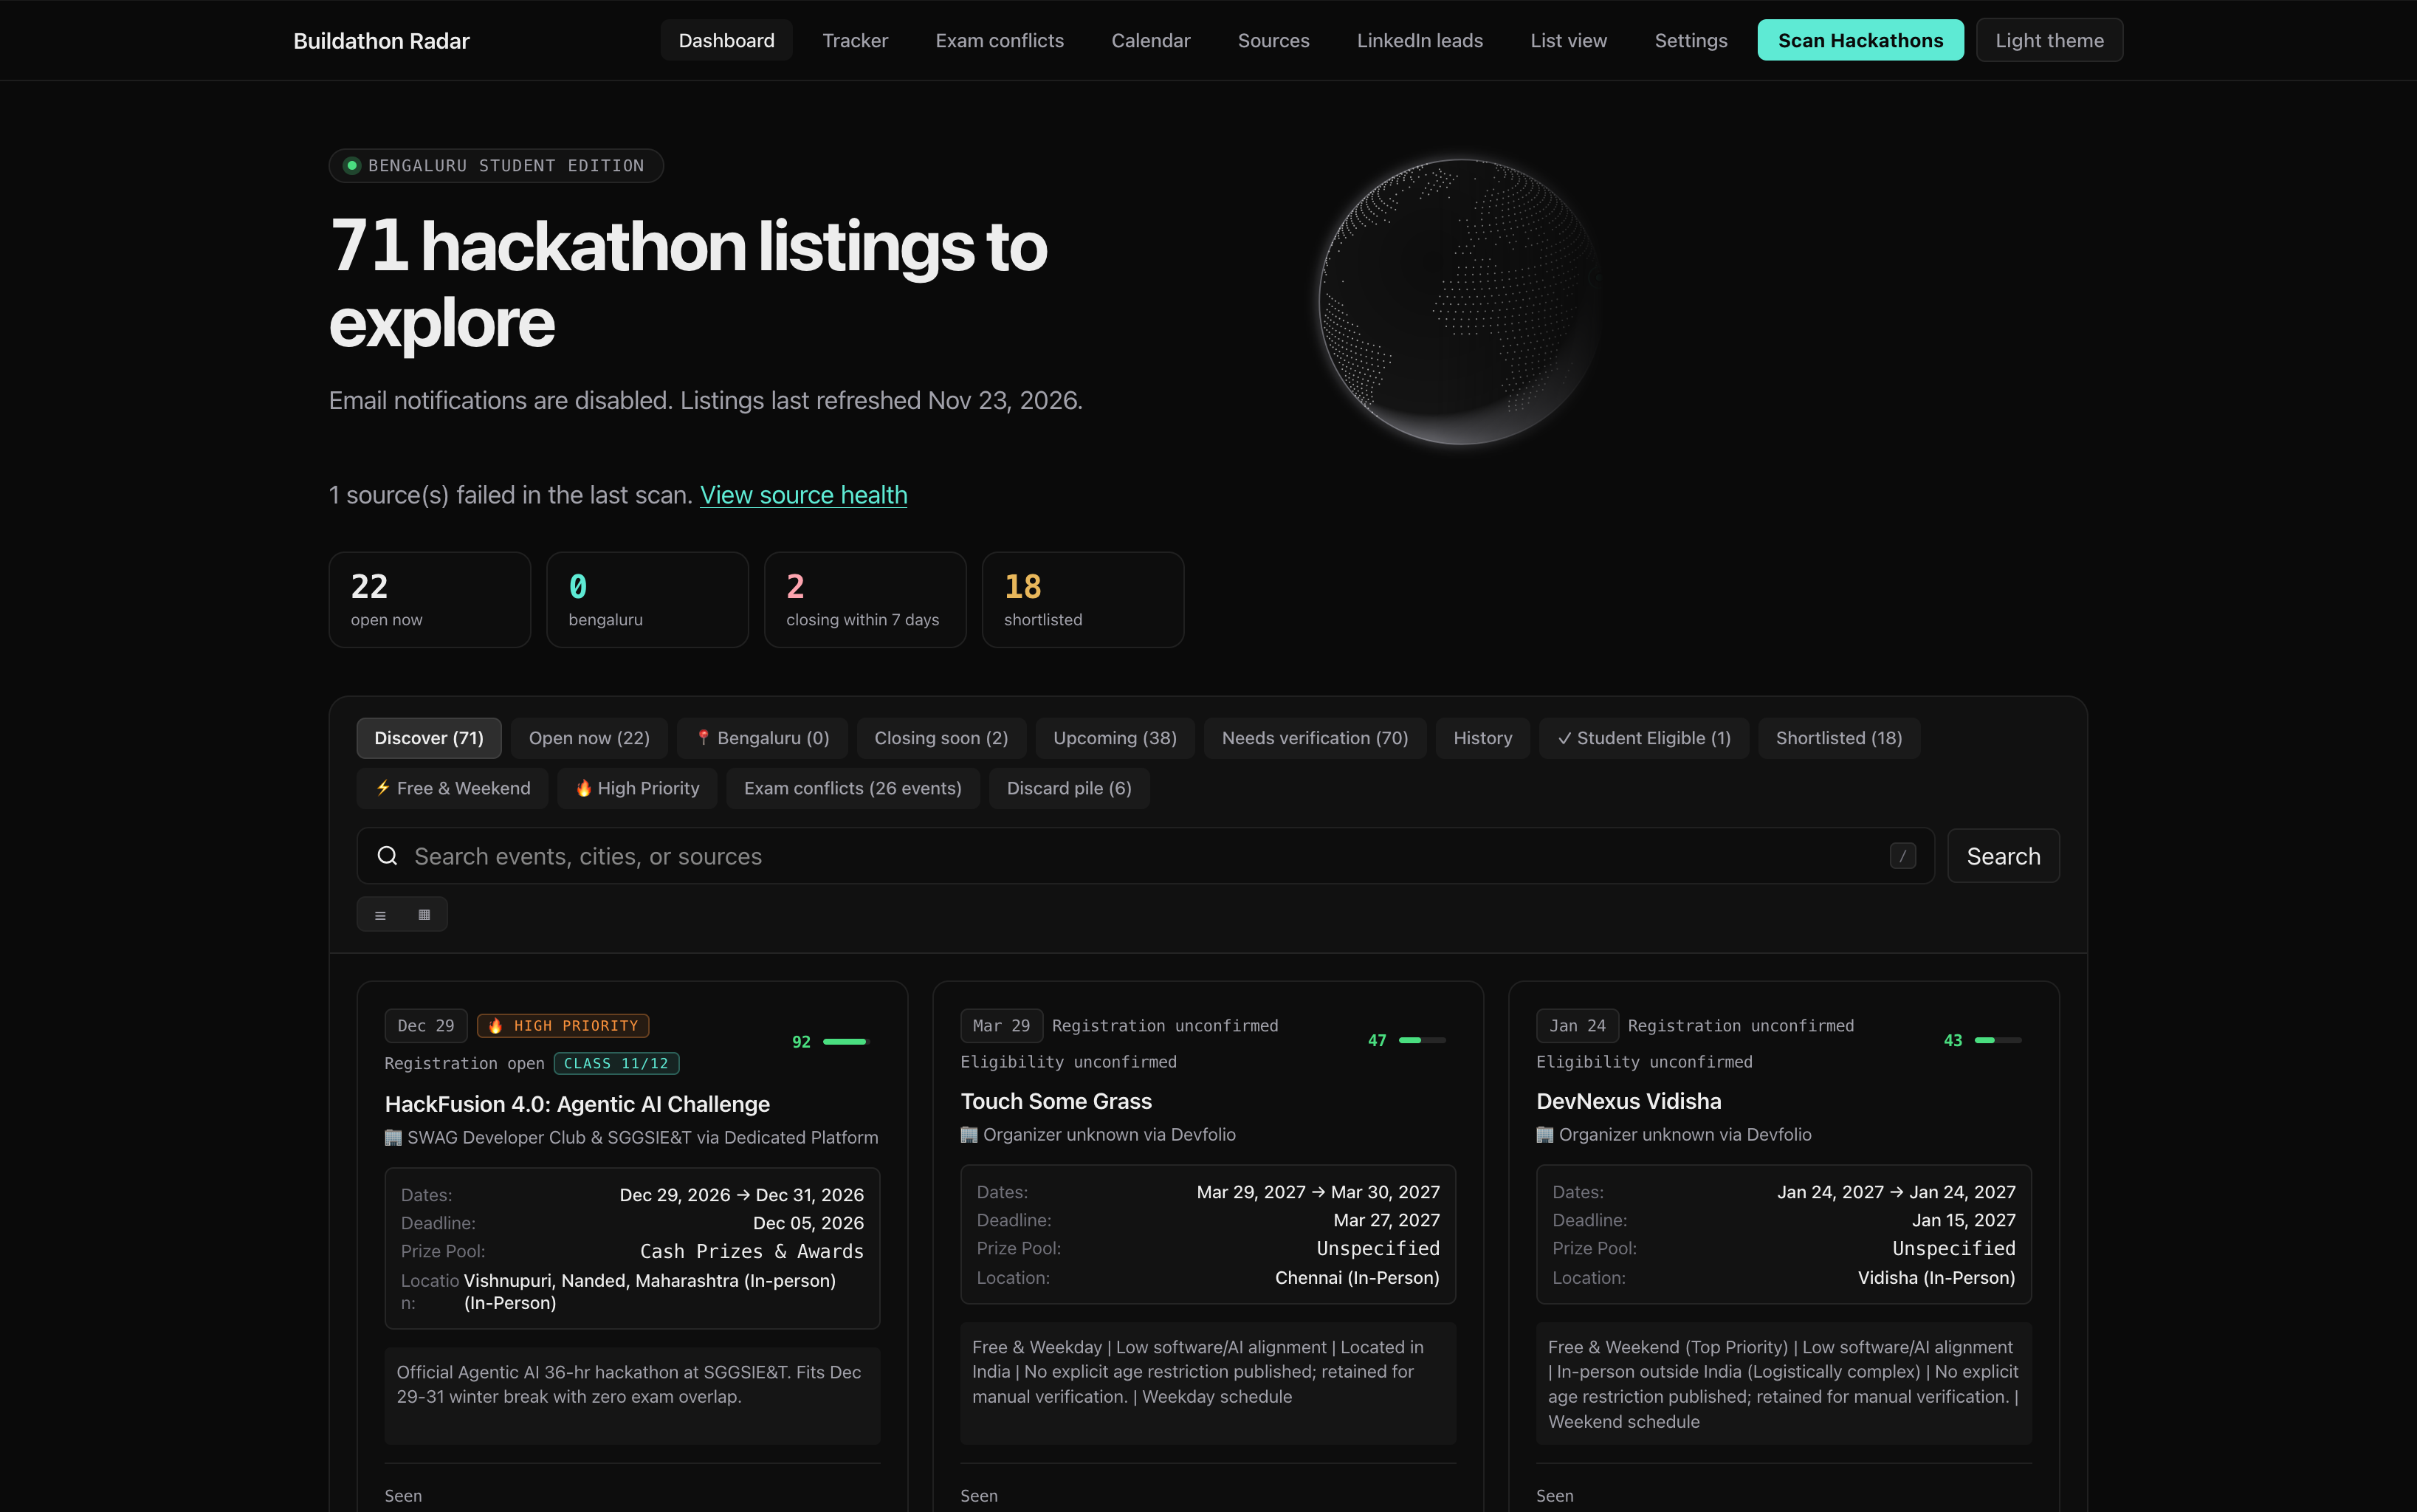 Buildathon Radar
Dashboard
Tracker
Exam conflicts
Calendar
Sources
LinkedIn leads
List view
Settings
Scan Hackathons
Light theme
BENGALURU STUDENT EDITION
71 hackathon listings to
explore
Email notifications are disabled. Listings last refreshed Nov 23, 2026.
1 source(s) failed in the last scan. View source health
22
open now
0
bengaluru
2
closing within 7 days
18
shortlisted
Discover (71)
Open now (22)
📍 Bengaluru (0)
Closing soon (2)
Upcoming (38)
Needs verification (70)
History
✓ Student Eligible (1)
Shortlisted (18)
⚡ Free & Weekend
🔥 High Priority
Exam conflicts (26 events)
Discard pile (6)
Search events, cities, or sources
/
Search
Dec 29
🔥 HIGH PRIORITY
92
Registration open
CLASS 11/12
HackFusion 4.0: Agentic AI Challenge
🏢 SWAG Developer Club & SGGSIE&T via Dedicated Platform
Dates: Dec 29, 2026 → Dec 31, 2026
Deadline: Dec 05, 2026
Prize Pool: Cash Prizes & Awards
Locatio Vishnupuri, Nanded, Maharashtra (In-person)
n: (In-Person)
Official Agentic AI 36-hr hackathon at SGGSIE&T. Fits Dec
29-31 winter break with zero exam overlap.
Seen
Mar 29
Registration unconfirmed
47
Eligibility unconfirmed
Touch Some Grass
🏢 Organizer unknown via Devfolio
Dates: Mar 29, 2027 → Mar 30, 2027
Deadline: Mar 27, 2027
Prize Pool: Unspecified
Location: Chennai (In-Person)
Free & Weekday | Low software/AI alignment | Located in
India | No explicit age restriction published; retained for
manual verification. | Weekday schedule
Seen
Jan 24
Registration unconfirmed
43
Eligibility unconfirmed
DevNexus Vidisha
🏢 Organizer unknown via Devfolio
Dates: Jan 24, 2027 → Jan 24, 2027
Deadline: Jan 15, 2027
Prize Pool: Unspecified
Location: Vidisha (In-Person)
Free & Weekend (Top Priority) | Low software/AI alignment
| In-person outside India (Logistically complex) | No explicit
age restriction published; retained for manual verification. |
Weekend schedule
Seen